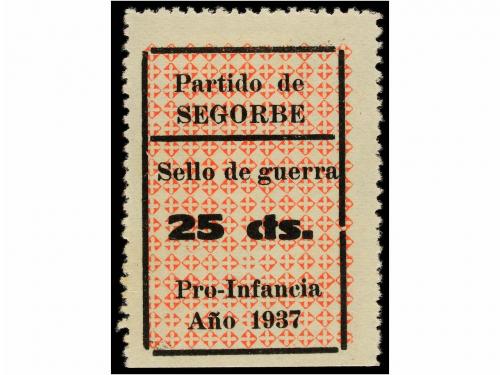 Partido de
SEGORBE
Sello de guerra
25 cts.
Pro-Infancia
Año 1937